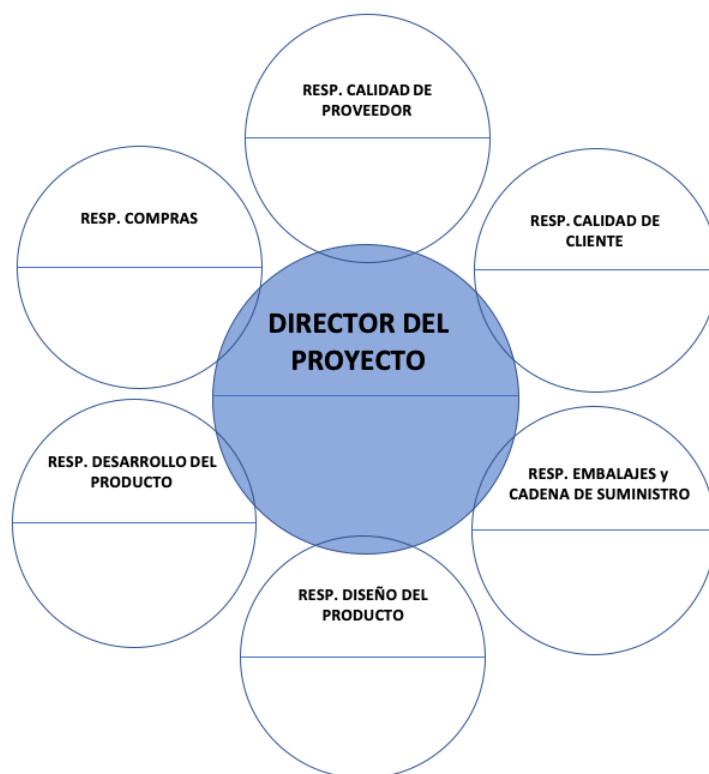 RESP. CALIDAD DE
PROVEEDOR
RESP. COMPRAS
RESP. CALIDAD DE
CLIENTE
DIRECTOR DEL
PROYECTO
RESP. DESARROLLO DEL
PRODUCTO
RESP. EMBALAJES y
CADENA DE SUMINISTRO
RESP. DISEÑO DEL
PRODUCTO